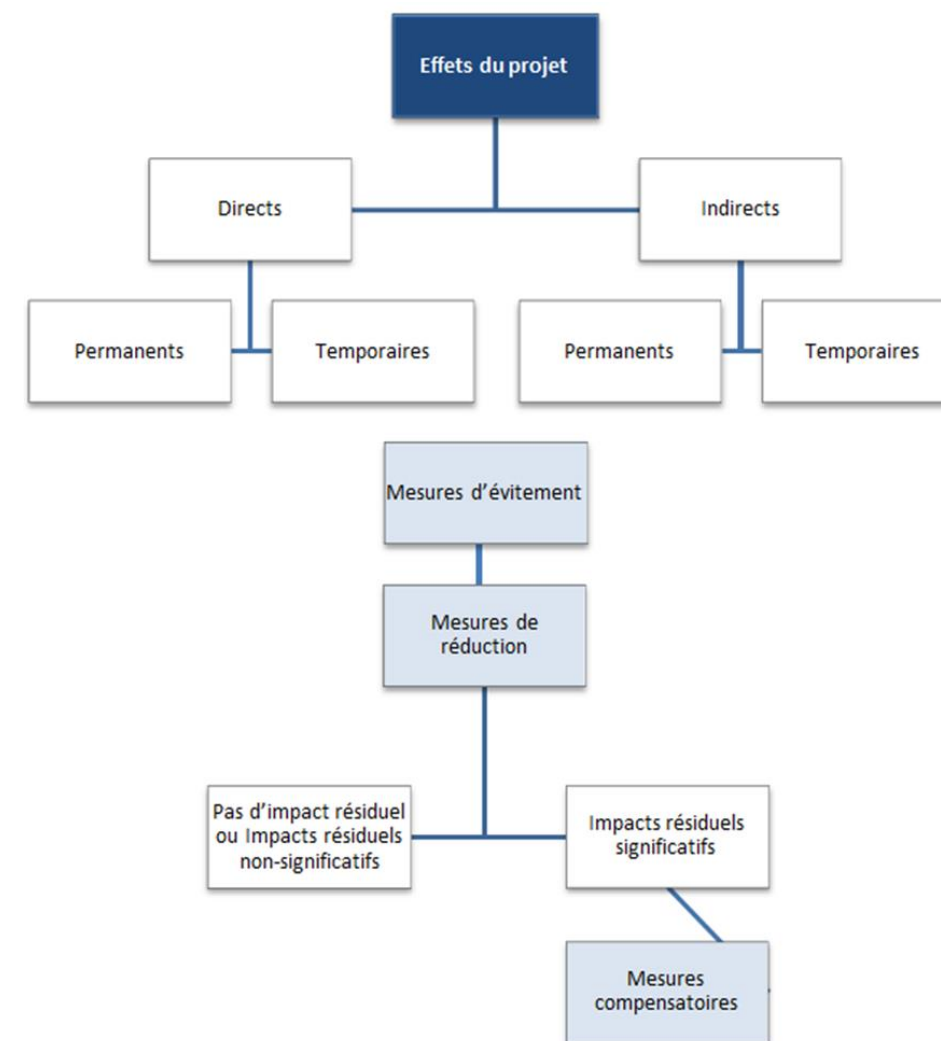 Effets du projet
Directs
Indirects
Permanents
Temporaires
Permanents
Temporaires
Mesures d'évitement
Mesures de
réduction
Pas d'impact résiduel
ou Impacts résiduels
non-significatifs
Impacts résiduels
significatifs
Mesures
compensatoires